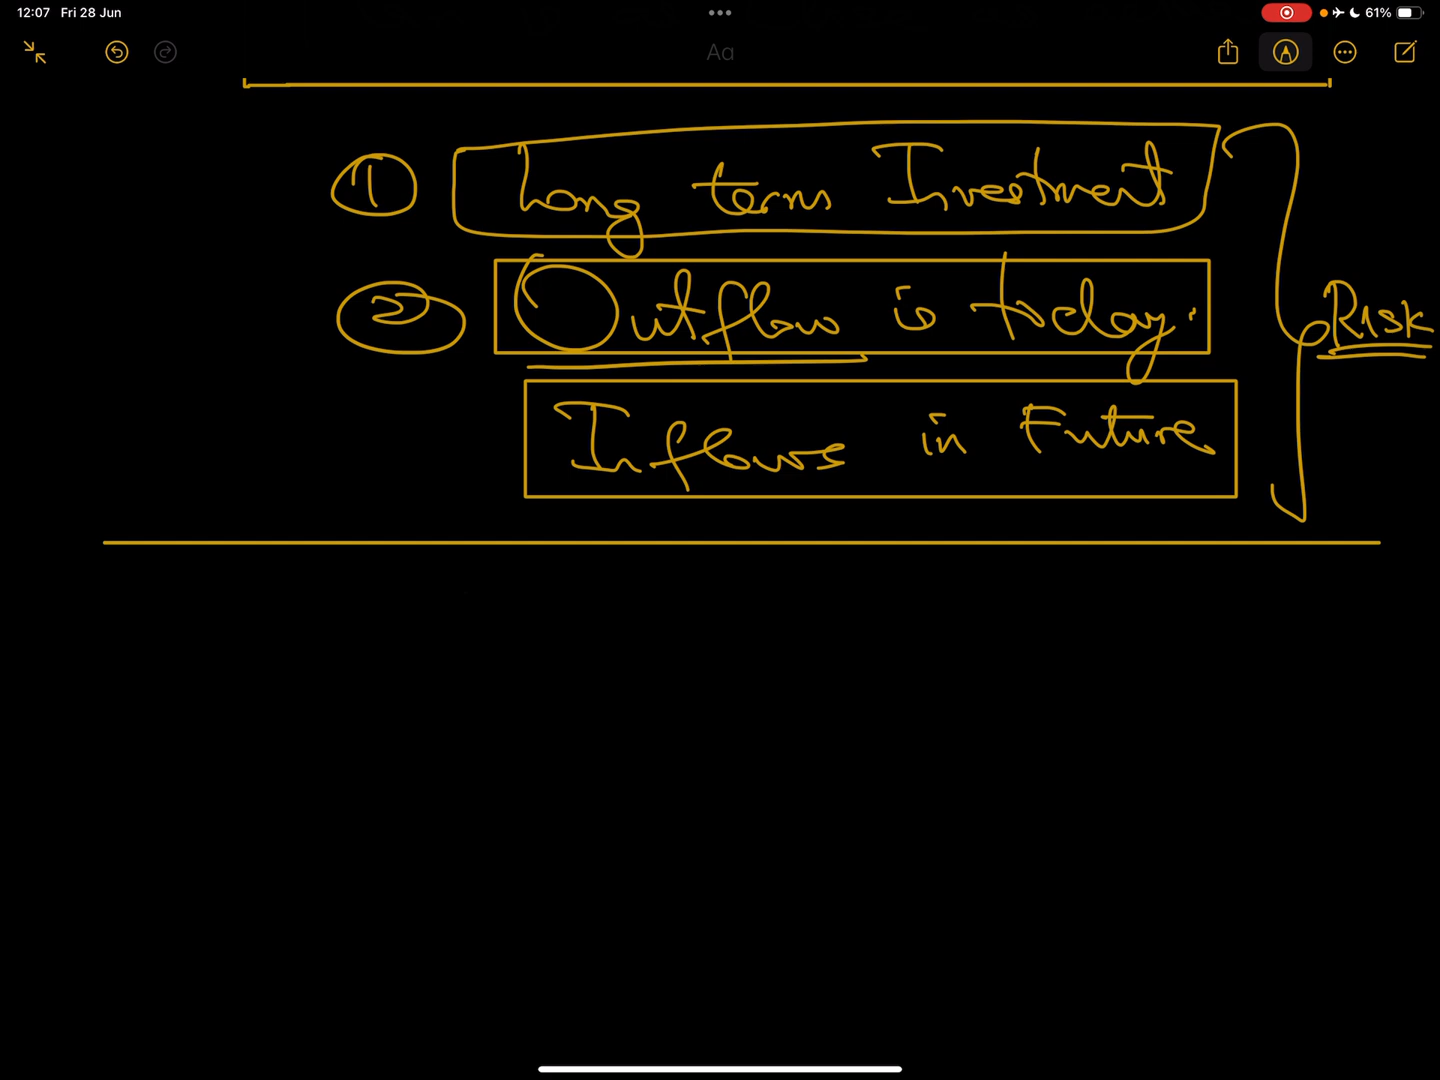 12:07 Fri 28 Jun
61%
Aa
① Long term Investment
② Outflow is today.
Risk
Inflows in Future